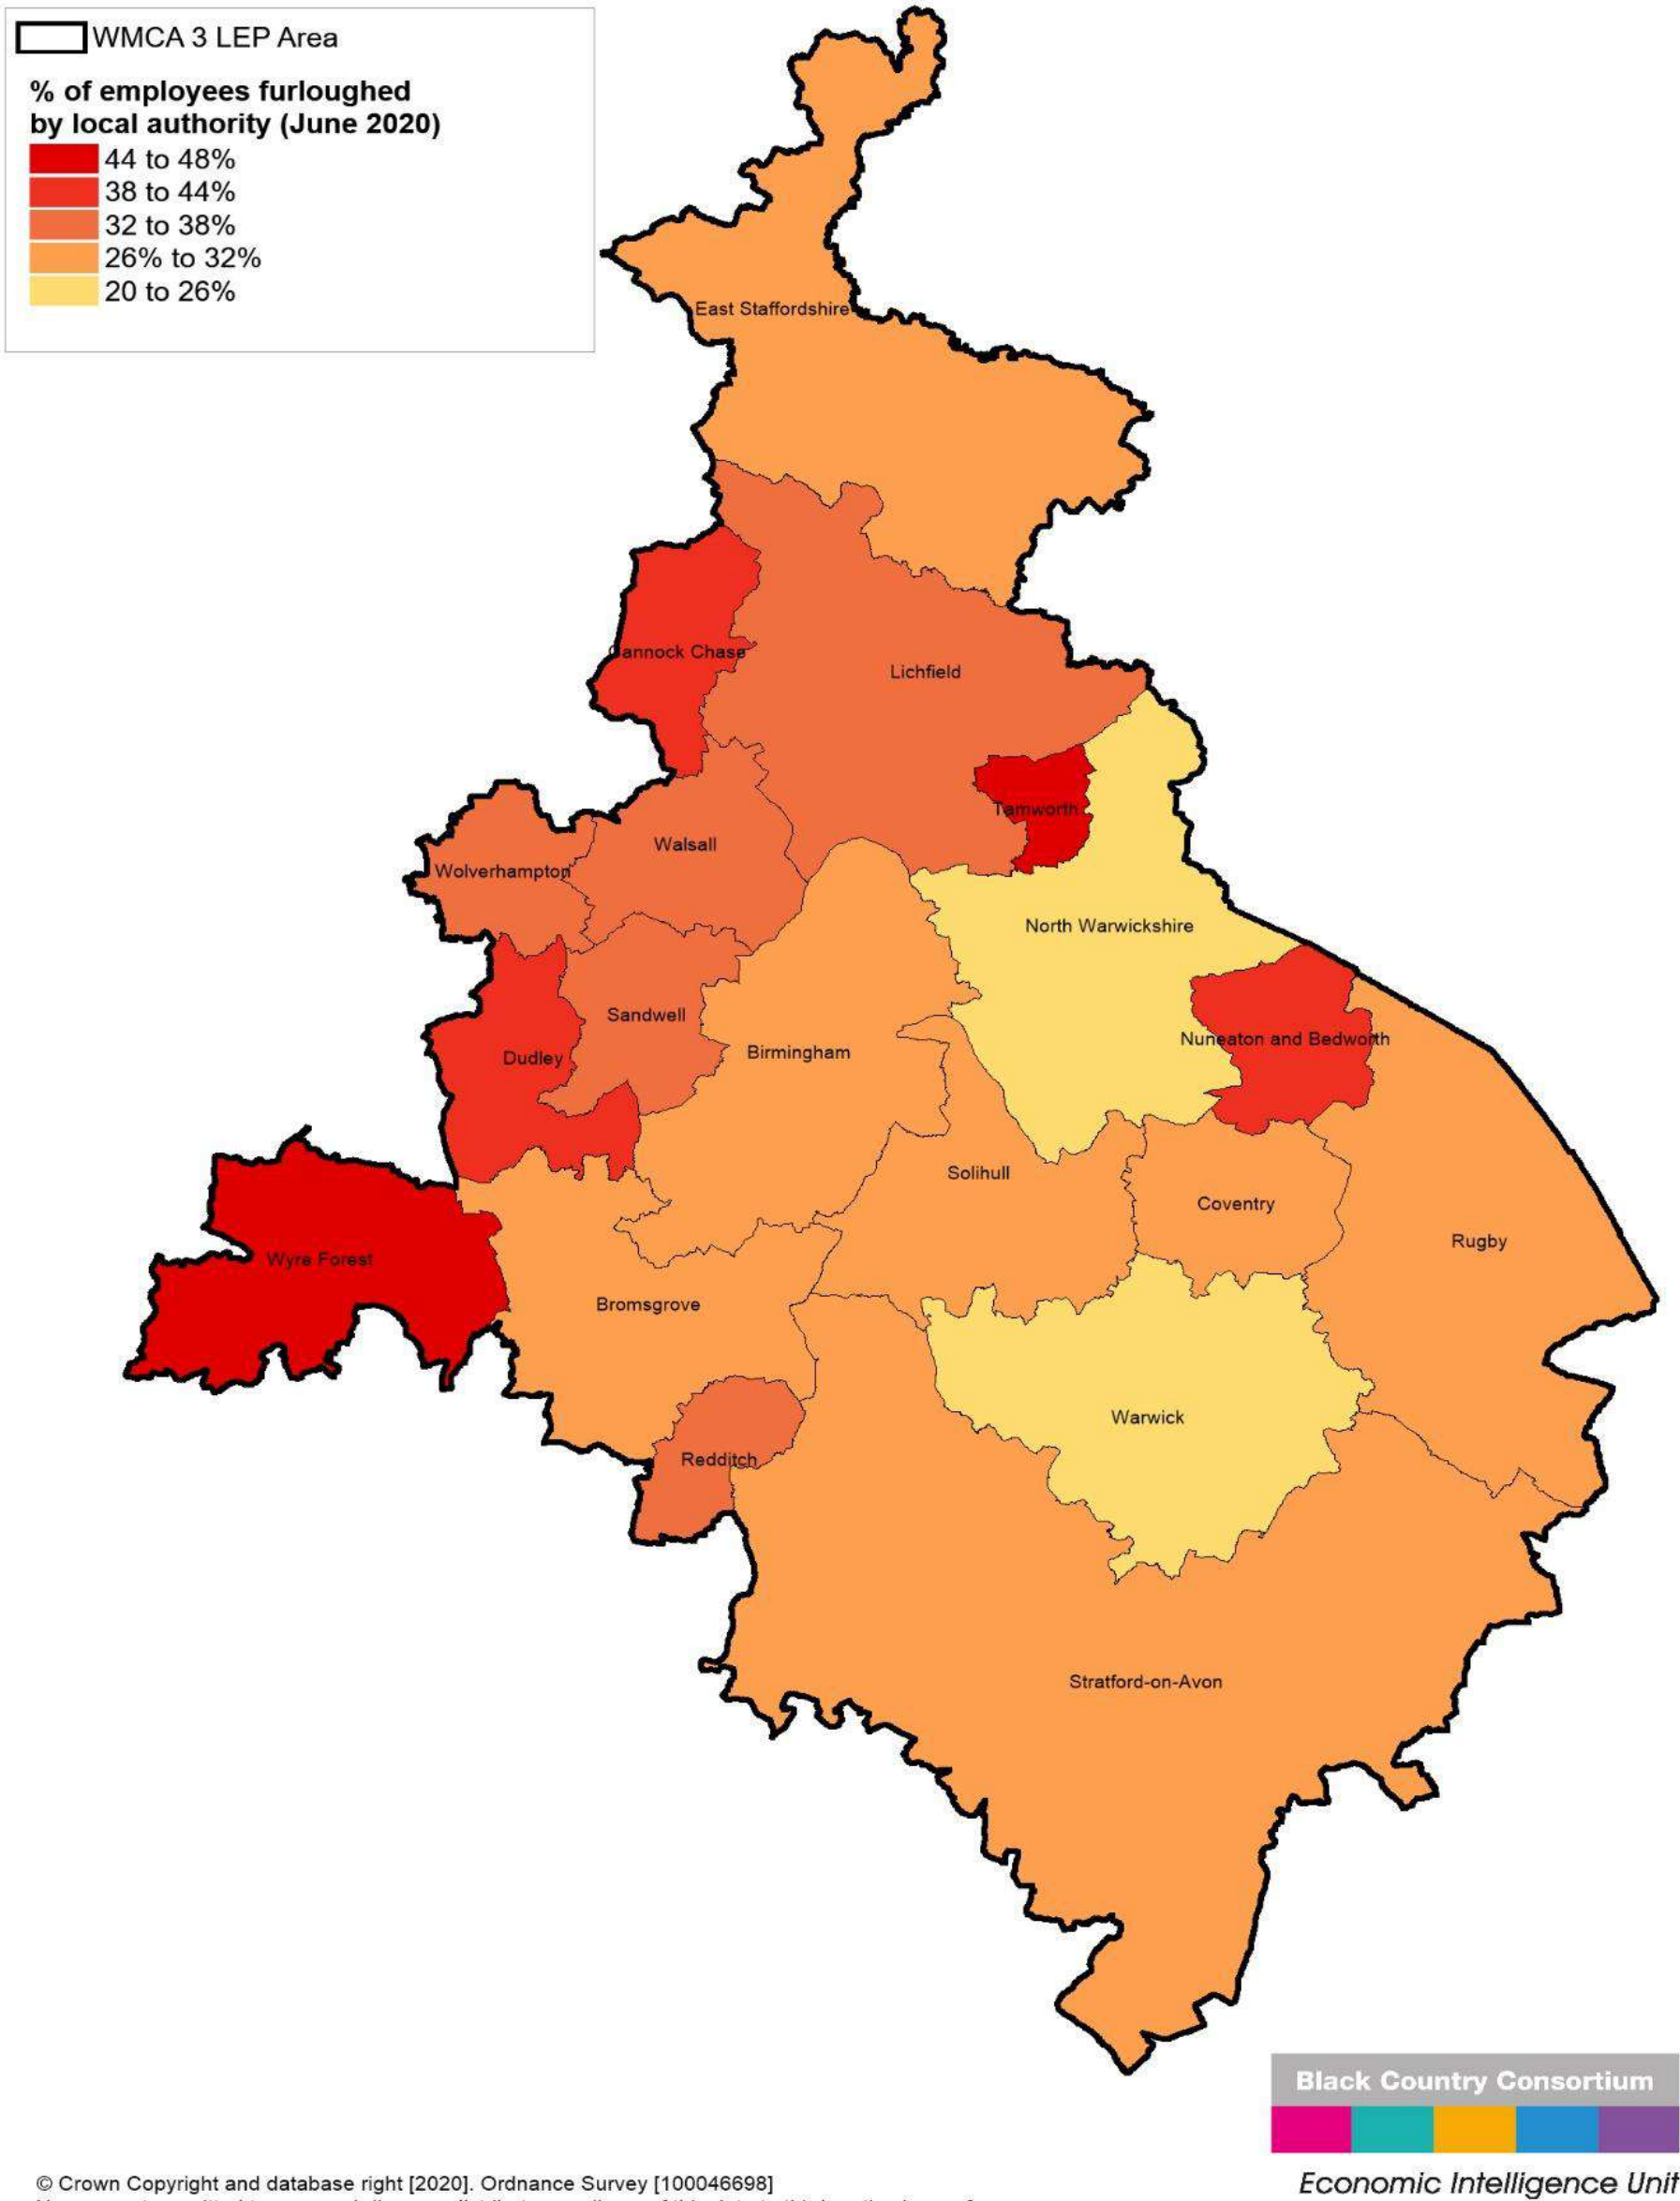 WMCA 3 LEP Area
% of employees furloughed
by local authority (June 2020)
44 to 48%
38 to 44%
32 to 38%
26% to 32%
20 to 26%
East Staffordshire
Cannock Chase
Lichfield
Tamworth
Walsall
Wolverhampton
North Warwickshire
Sandwell
Nuneaton and Bedworth
Birmingham
Dudley
Solihull
Coventry
Rugby
Wyre Forest
Bromsgrove
Warwick
Redditch
Stratford-on-Avon
Black Country Consortium
Economic Intelligence Unit
© Crown Copyright and database right [2020]. Ordnance Survey [100046698]